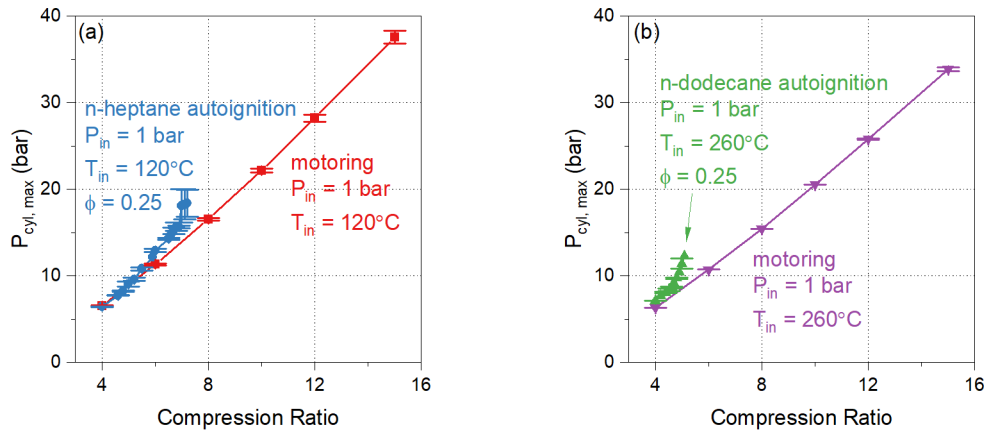 (a)
P_cyl, max (bar)
40
30
20
10
0
n-heptane autoignition
P_in = 1 bar
T_in = 120°C
ϕ = 0.25
motoring
P_in = 1 bar
T_in = 120°C
4 8 12 16
Compression Ratio
(b)
P_cyl, max (bar)
40
30
20
10
0
n-dodecane autoignition
P_in = 1 bar
T_in = 260°C
ϕ = 0.25
motoring
P_in = 1 bar
T_in = 260°C
4 8 12 16
Compression Ratio